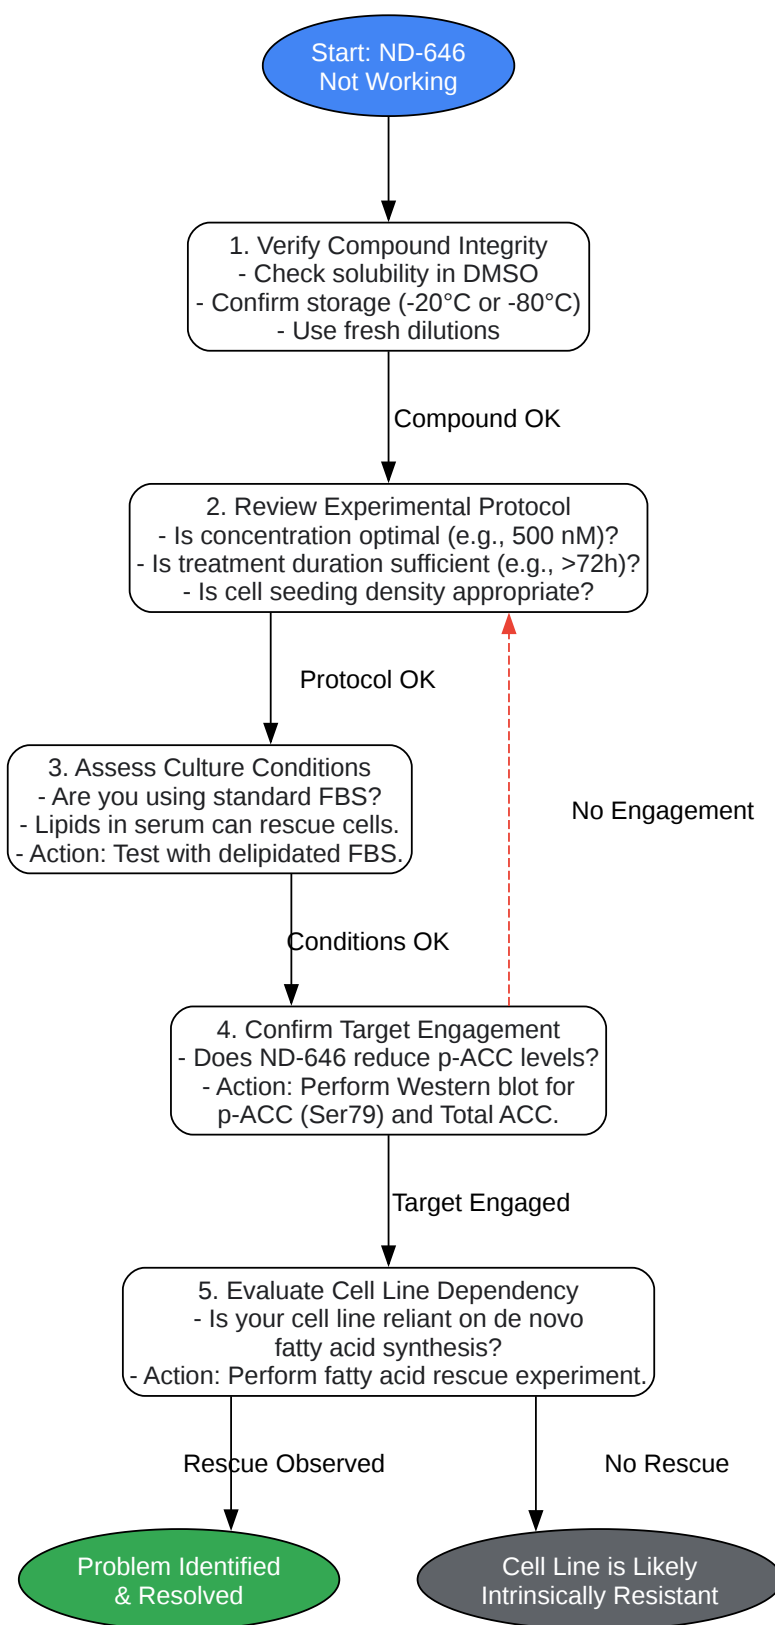 Start: ND-646
Not Working
1. Verify Compound Integrity
- Check solubility in DMSO
- Confirm storage (-20°C or -80°C)
- Use fresh dilutions
Compound OK
2. Review Experimental Protocol
- Is concentration optimal (e.g., 500 nM)?
- Is treatment duration sufficient (e.g., >72h)?
- Is cell seeding density appropriate?
Protocol OK
3. Assess Culture Conditions
- Are you using standard FBS?
- Lipids in serum can rescue cells.
- Action: Test with delipidated FBS.
No Engagement
Conditions OK
4. Confirm Target Engagement
- Does ND-646 reduce p-ACC levels?
- Action: Perform Western blot for
p-ACC (Ser79) and Total ACC.
Target Engaged
5. Evaluate Cell Line Dependency
- Is your cell line reliant on de novo
fatty acid synthesis?
- Action: Perform fatty acid rescue experiment.
Rescue Observed
No Rescue
Problem Identified
& Resolved
Cell Line is Likely
Intrinsically Resistant